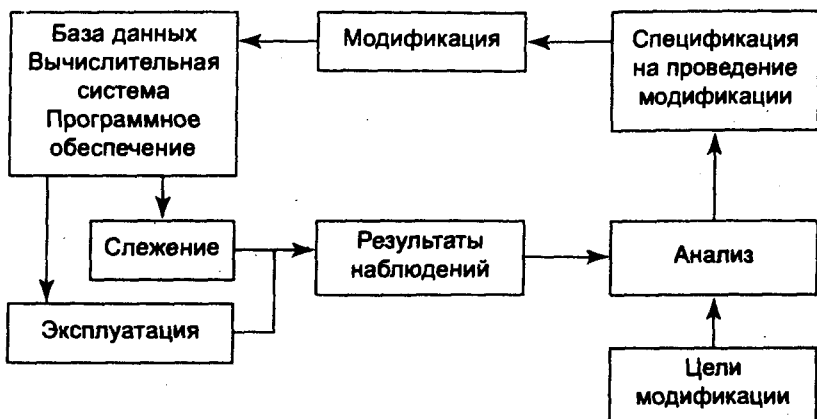 База данных
Вычислительная
система
Программное
обеспечение
Модификация
Спецификация
на проведение
модификации
Слежение
Результаты
наблюдений
Анализ
Эксплуатация
Цели
модификации